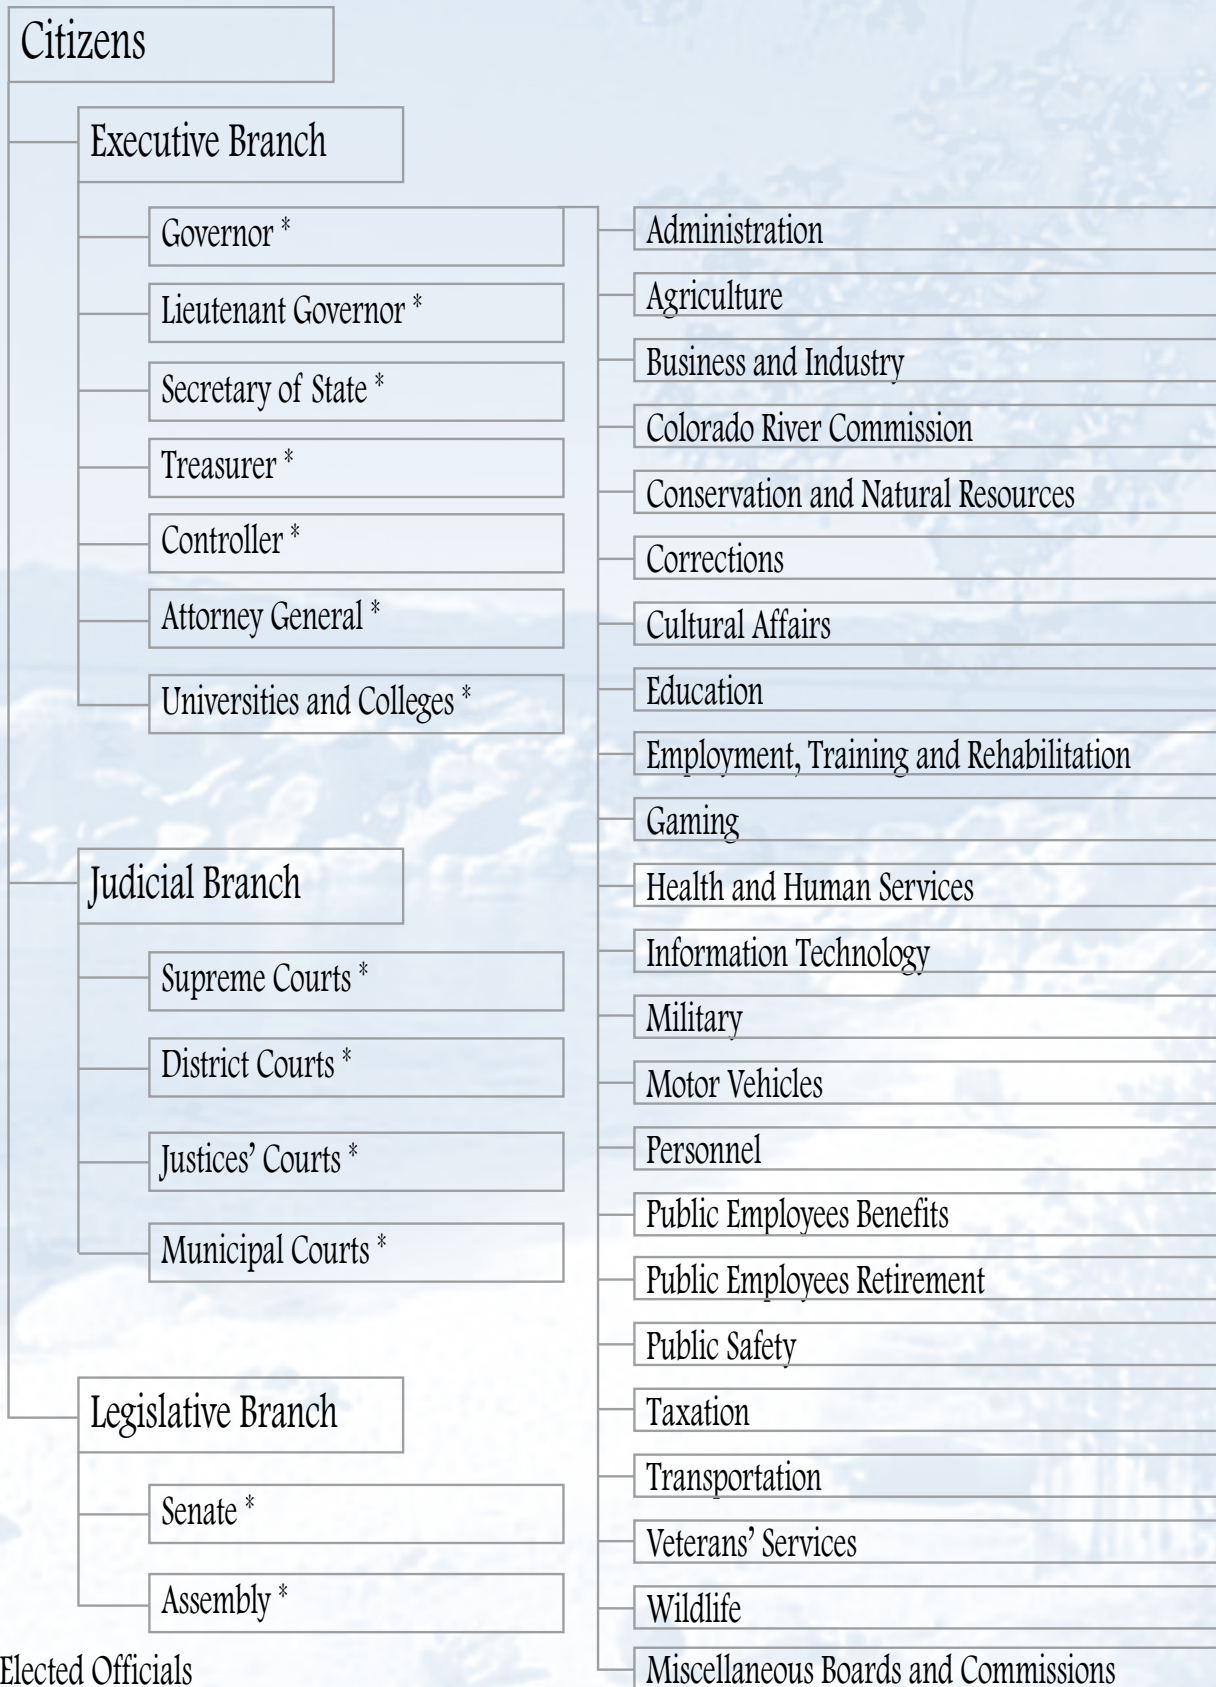 Citizens
Executive Branch
Governor *
Lieutenant Governor *
Secretary of State *
Treasurer *
Controller *
Attorney General *
Universities and Colleges *
Judicial Branch
Supreme Courts *
District Courts *
Justices’ Courts *
Municipal Courts *
Legislative Branch
Senate *
Assembly *
Elected Officials
Administration
Agriculture
Business and Industry
Colorado River Commission
Conservation and Natural Resources
Corrections
Cultural Affairs
Education
Employment, Training and Rehabilitation
Gaming
Health and Human Services
Information Technology
Military
Motor Vehicles
Personnel
Public Employees Benefits
Public Employees Retirement
Public Safety
Taxation
Transportation
Veterans’ Services
Wildlife
Miscellaneous Boards and Commissions